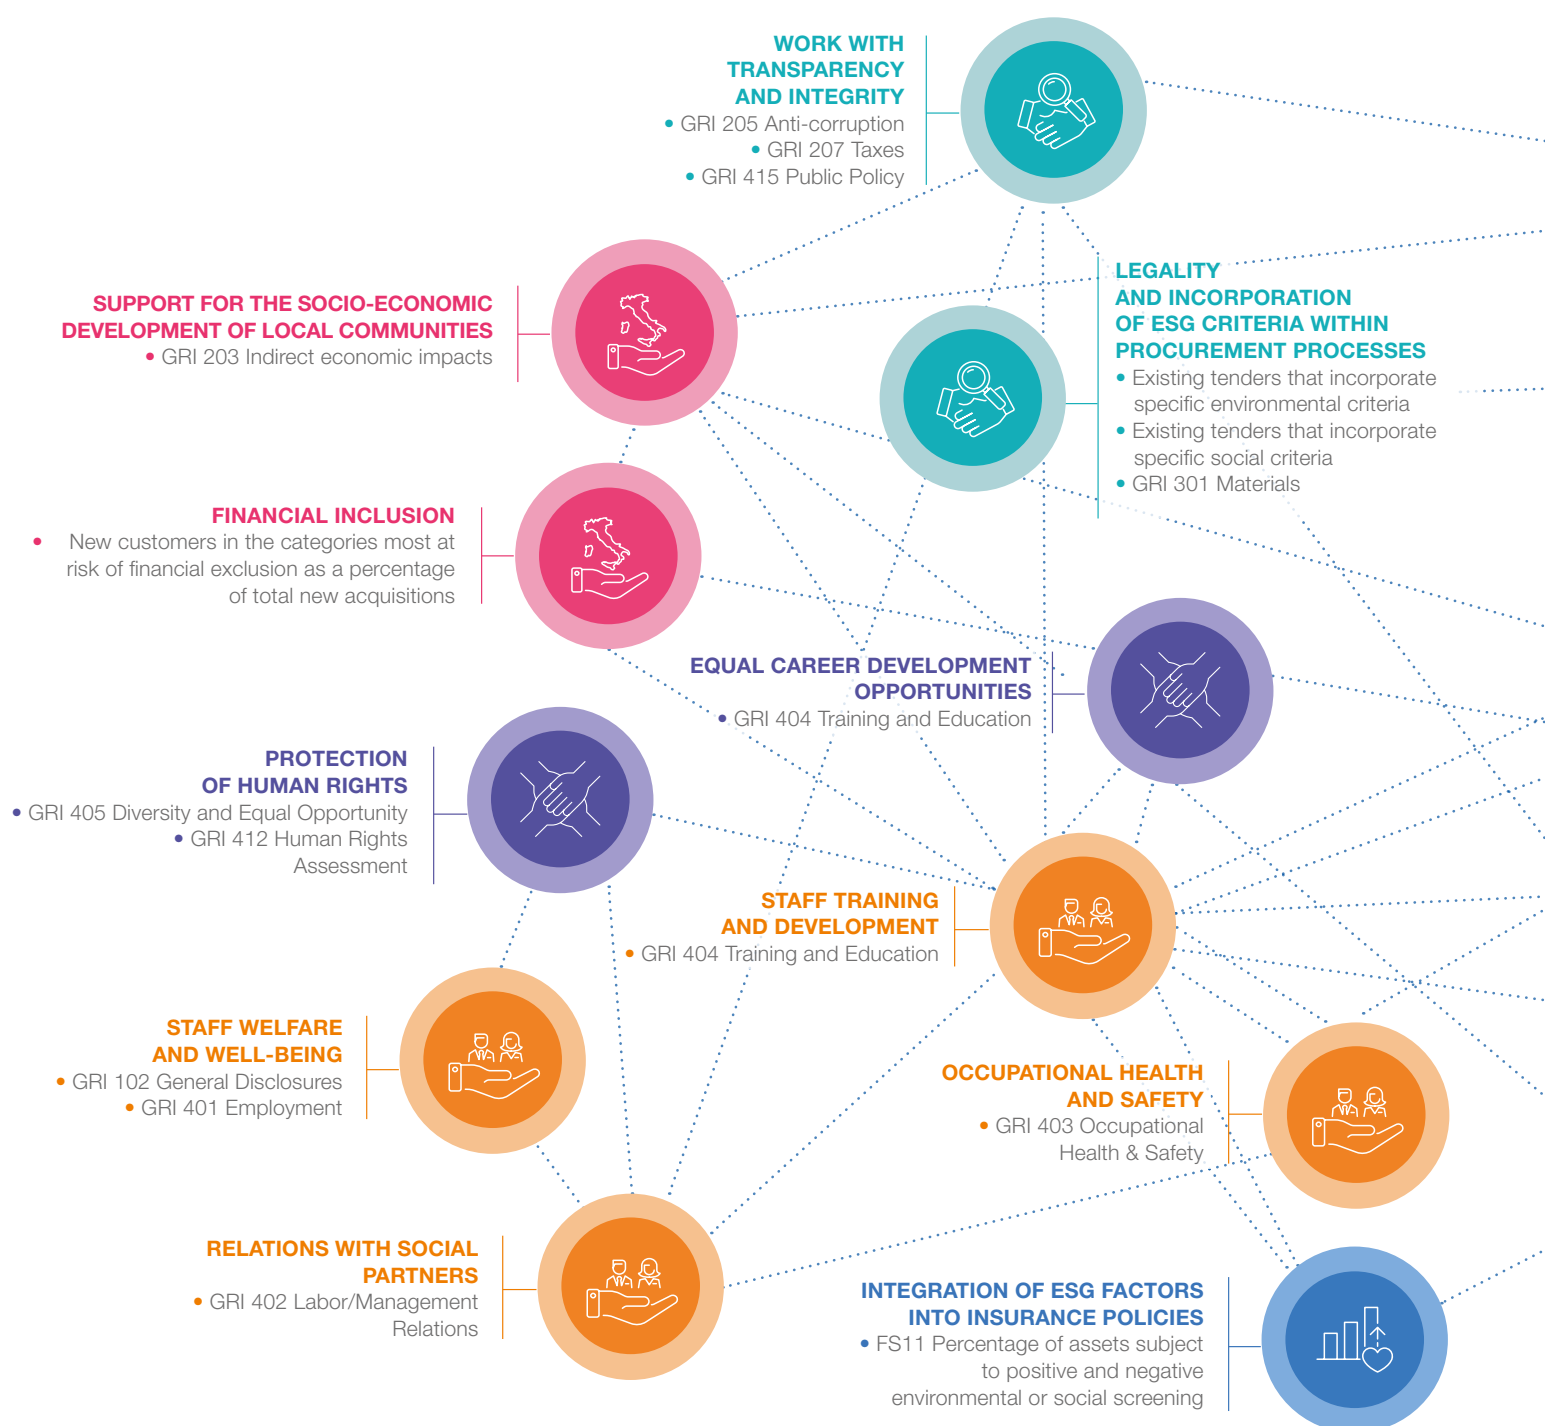 WORK WITH
TRANSPARENCY
AND INTEGRITY
• GRI 205 Anti-corruption
• GRI 207 Taxes
• GRI 415 Public Policy
LEGALITY
AND INCORPORATION
OF ESG CRITERIA WITHIN
PROCUREMENT PROCESSES
• Existing tenders that incorporate
specific environmental criteria
• Existing tenders that incorporate
specific social criteria
• GRI 301 Materials
SUPPORT FOR THE SOCIO-ECONOMIC
DEVELOPMENT OF LOCAL COMMUNITIES
• GRI 203 Indirect economic impacts
FINANCIAL INCLUSION
• New customers in the categories most at
risk of financial exclusion as a percentage
of total new acquisitions
EQUAL CAREER DEVELOPMENT
OPPORTUNITIES
• GRI 404 Training and Education
PROTECTION
OF HUMAN RIGHTS
• GRI 405 Diversity and Equal Opportunity
• GRI 412 Human Rights
Assessment
STAFF TRAINING
AND DEVELOPMENT
• GRI 404 Training and Education
STAFF WELFARE
AND WELL-BEING
• GRI 102 General Disclosures
• GRI 401 Employment
OCCUPATIONAL HEALTH
AND SAFETY
• GRI 403 Occupational
Health & Safety
RELATIONS WITH SOCIAL
PARTNERS
• GRI 402 Labor/Management
Relations
INTEGRATION OF ESG FACTORS
INTO INSURANCE POLICIES
• FS11 Percentage of assets subject
to positive and negative
environmental or social screening